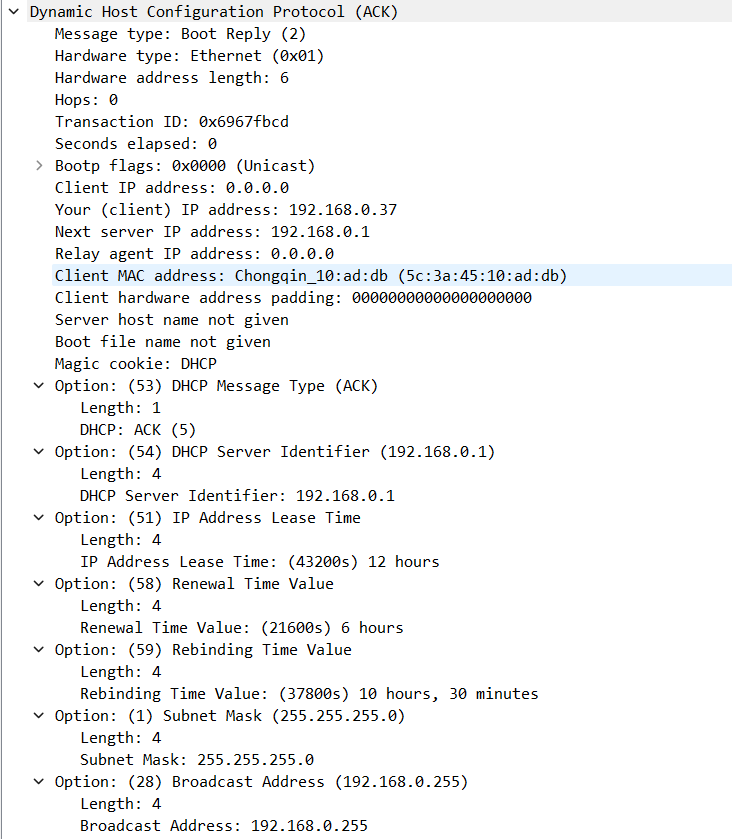 Dynamic Host Configuration Protocol (ACK)
Message type: Boot Reply (2)
Hardware type: Ethernet (0x01)
Hardware address length: 6
Hops: 0
Transaction ID: 0x6967fbcd
Seconds elapsed: 0
Bootp flags: 0x0000 (Unicast)
Client IP address: 0.0.0.0
Your (client) IP address: 192.168.0.37
Next server IP address: 192.168.0.1
Relay agent IP address: 0.0.0.0
Client MAC address: Chongqin_10:ad:db (5c:3a:45:10:ad:db)
Client hardware address padding: 00000000000000000000
Server host name not given
Boot file name not given
Magic cookie: DHCP
Option: (53) DHCP Message Type (ACK)
Length: 1
DHCP: ACK (5)
Option: (54) DHCP Server Identifier (192.168.0.1)
Length: 4
DHCP Server Identifier: 192.168.0.1
Option: (51) IP Address Lease Time
Length: 4
IP Address Lease Time: (43200s) 12 hours
Option: (58) Renewal Time Value
Length: 4
Renewal Time Value: (21600s) 6 hours
Option: (59) Rebinding Time Value
Length: 4
Rebinding Time Value: (37800s) 10 hours, 30 minutes
Option: (1) Subnet Mask (255.255.255.0)
Length: 4
Subnet Mask: 255.255.255.0
Option: (28) Broadcast Address (192.168.0.255)
Length: 4
Broadcast Address: 192.168.0.255